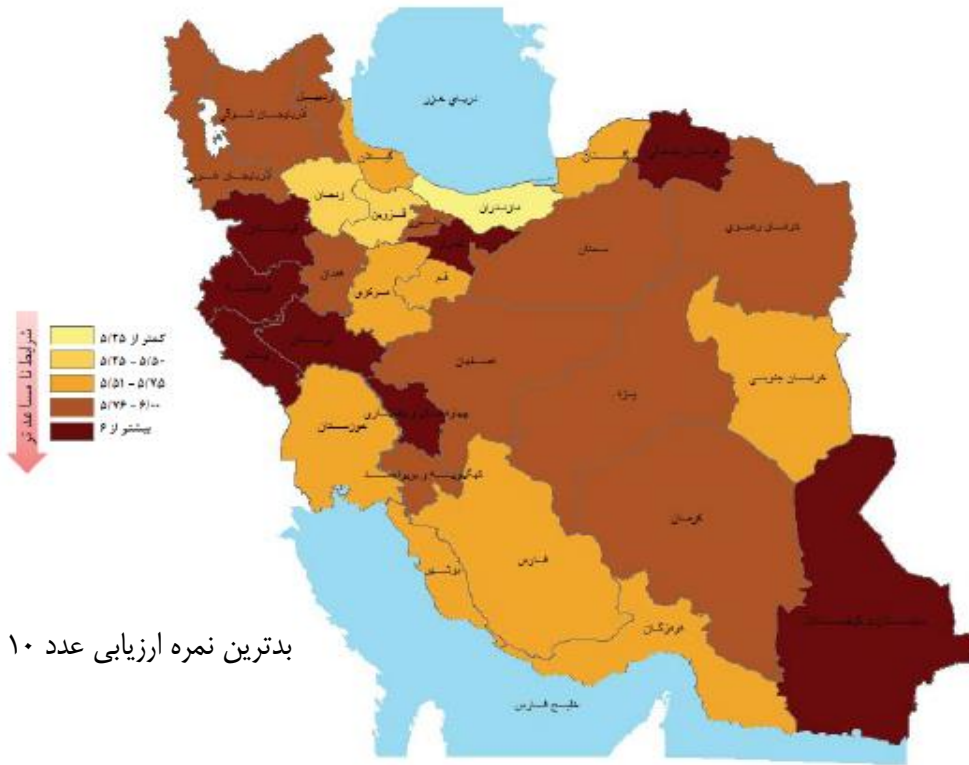 دریای خزر
اردبیل
آذربایجان شرقی
گیلان
گلستان
خراسان شمالی
آذربایجان غربی
زنجان
قزوین
مازندران
خراسان رضوی
سمنان
همدان
مرکزی
قم
اصفهان
یزد
خراسان جنوبی
خوزستان
چهارمحال و بختیاری
کهگیلویه و بویراحمد
کرمان
فارس
بوشهر
هرمزگان
خلیج فارس
شرایط نا مساعد تر
کمتر از ۵/۲۵
۵/۲۵ - ۵/۵۰
۵/۵۱ - ۵/۷۵
۵/۷۶ - ۶/۰۰
بیشتر از ۶
بدترین نمره ارزیابی عدد ۱۰